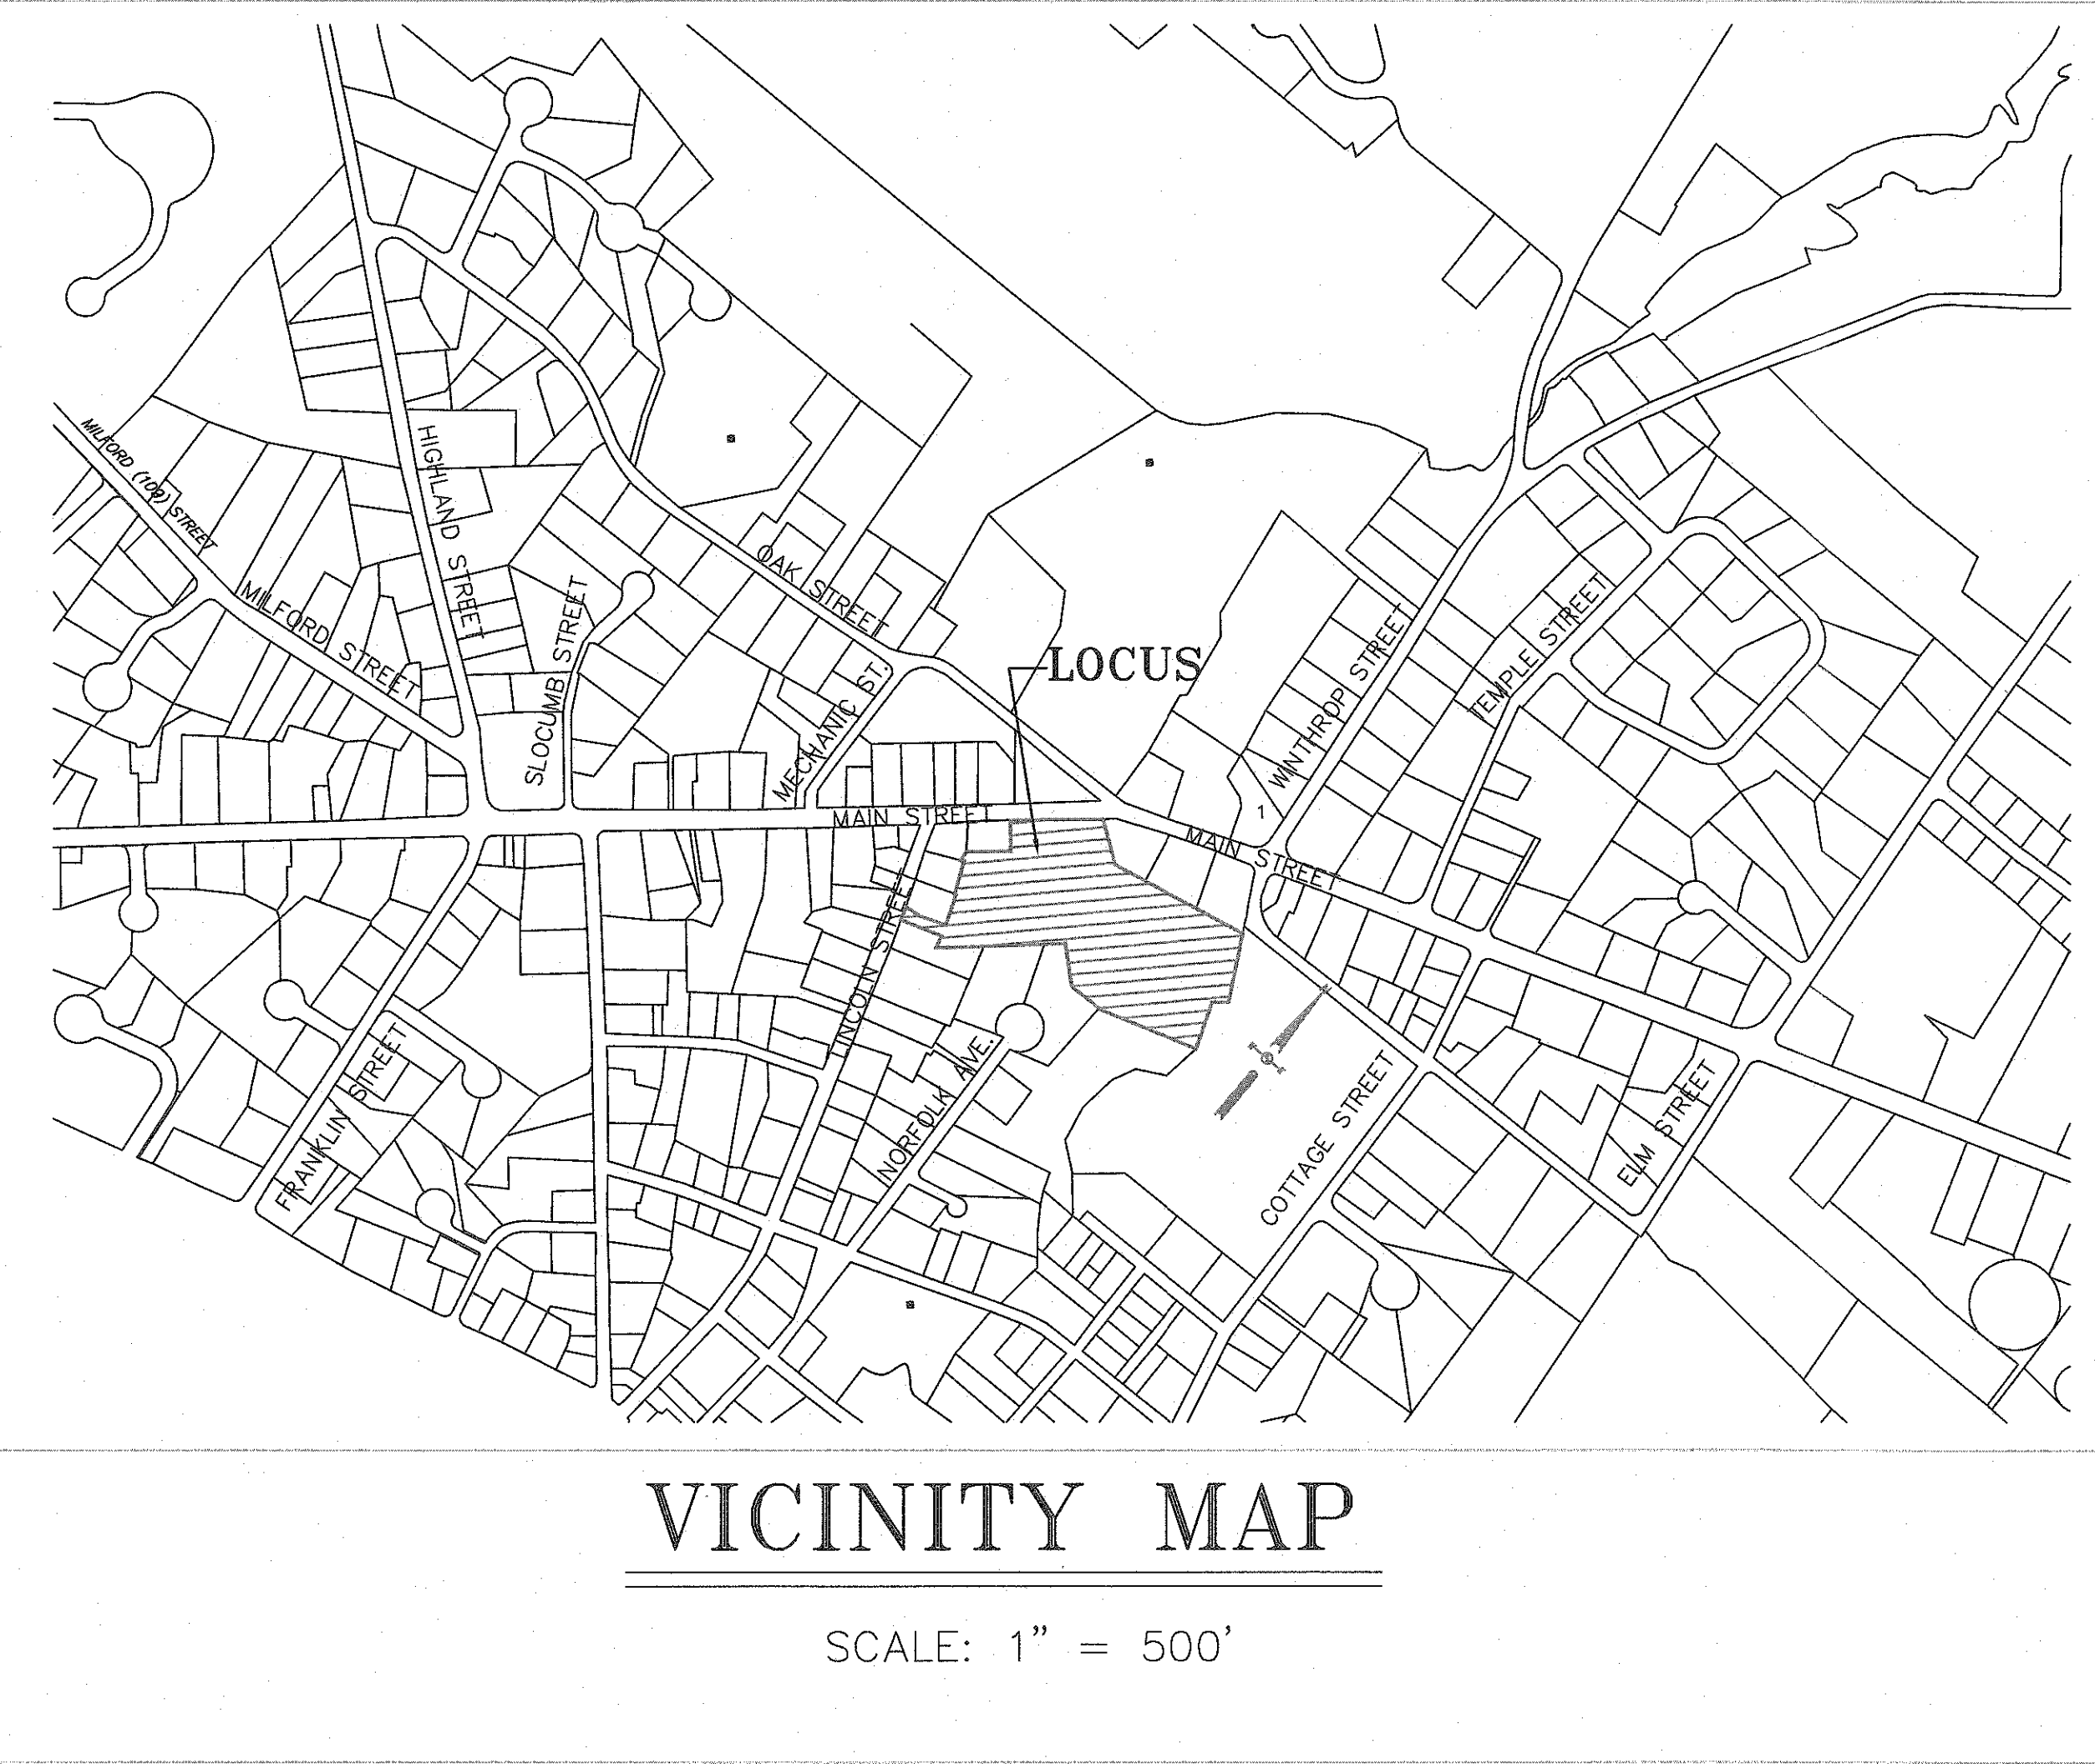 MILFORD (109) STREET
HIGHLAND STREET
MILFORD STREET
SLOCUMB STREET
OAK STREET
MECHANIC ST.
LOCUS
WINTHROP STREET
TEMPLE STREET
1
MAIN STREET
MAIN STREET
LINCOLN STREET
FRANKLIN STREET
NORFOLK AVE.
COTTAGE STREET
ELM STREET
VICINITY MAP
SCALE: 1" = 500'